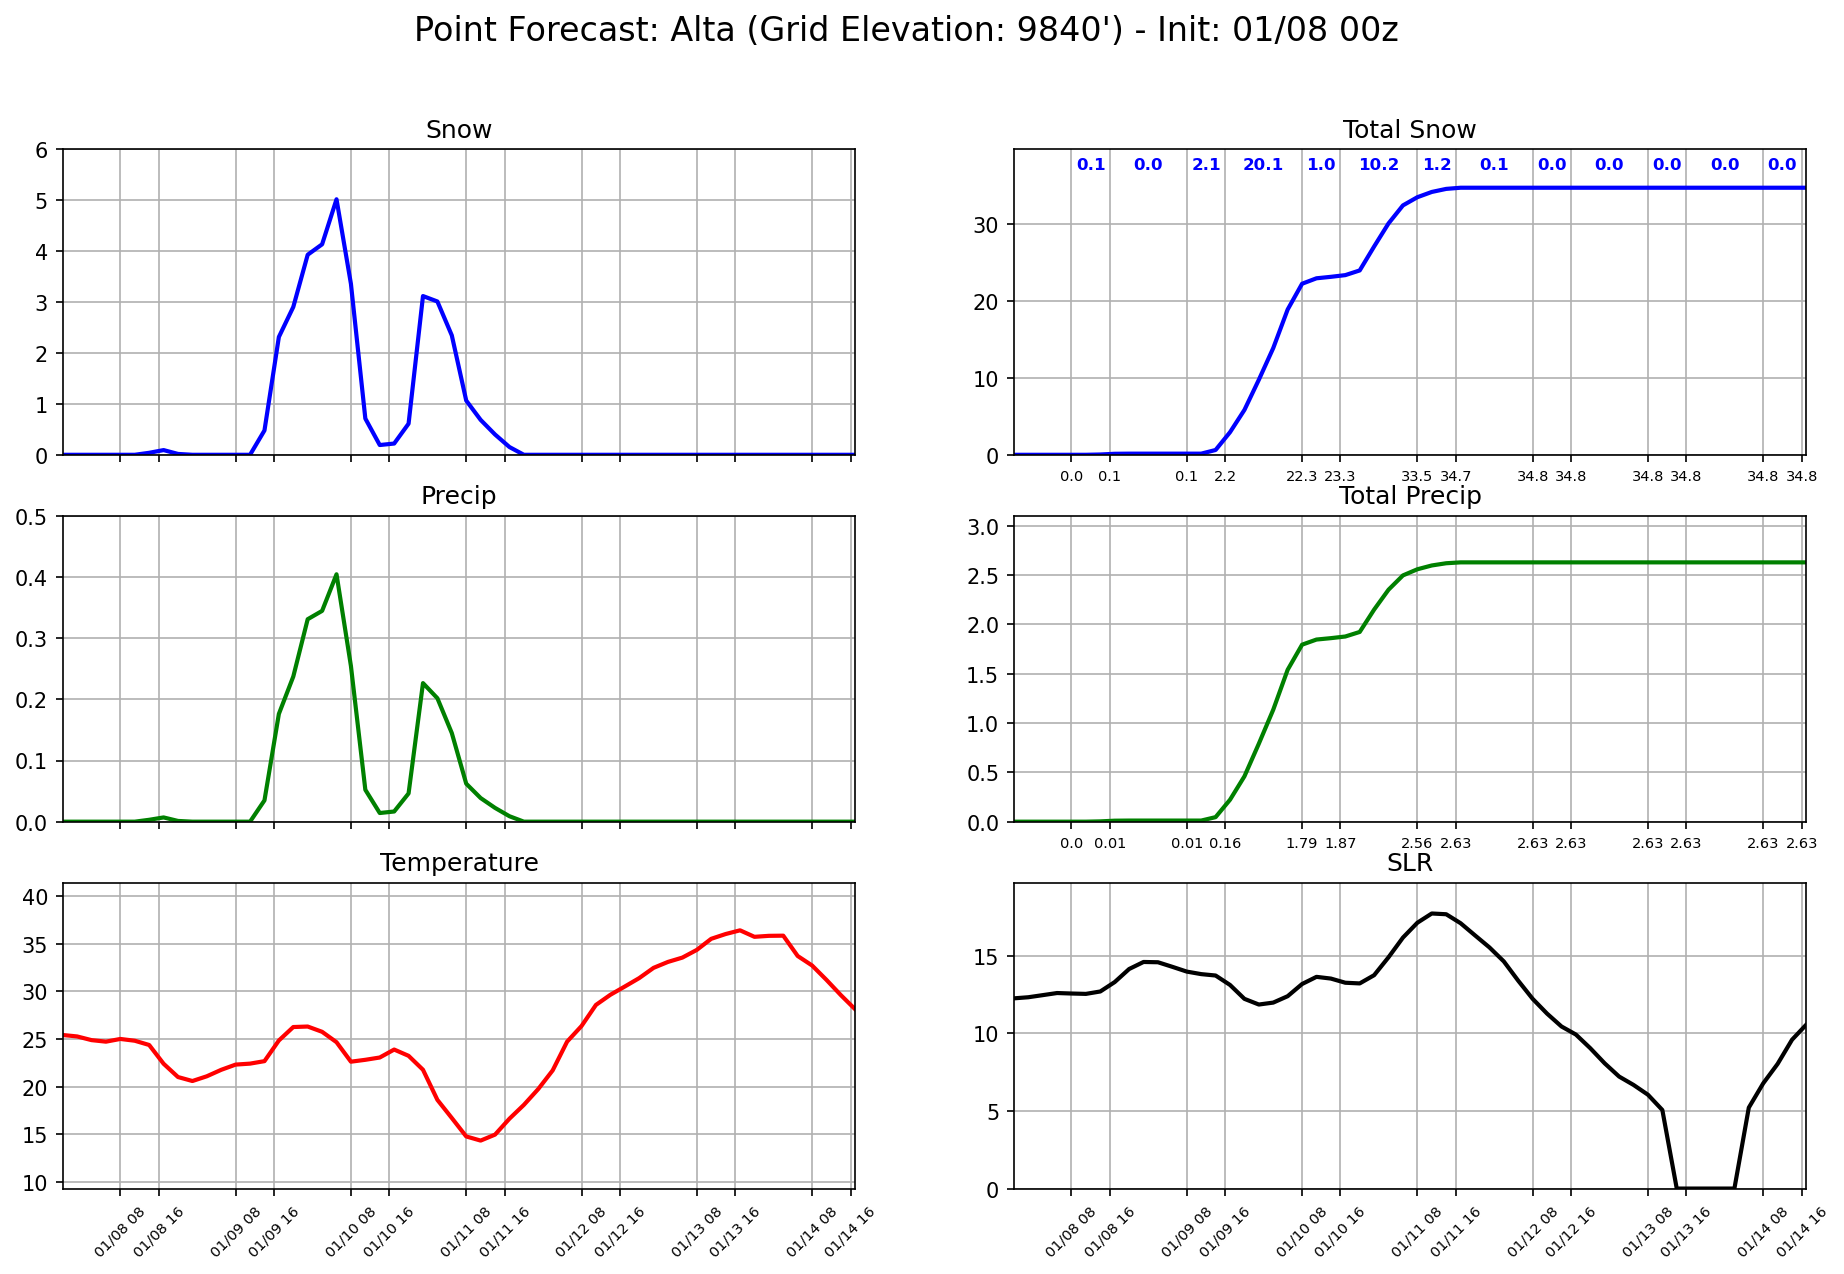 Point Forecast: Alta (Grid Elevation: 9840') - Init: 01/08 00z
Snow
6
5
4
3
2
1
0
Total Snow
0.1 0.0 2.1 20.1 1.0 10.2 1.2 0.1 0.0 0.0 0.0 0.0 0.0
30
20
10
0
0.0 0.1 0.1 2.2 22.3 23.3 33.5 34.7 34.8 34.8 34.8 34.8 34.8 34.8
Precip
0.5
0.4
0.3
0.2
0.1
0.0
Total Precip
3.0
2.5
2.0
1.5
1.0
0.5
0.0
0.0 0.01 0.01 0.16 1.79 1.87 2.56 2.63 2.63 2.63 2.63 2.63 2.63 2.63
Temperature
40
35
30
25
20
15
10
01/08 08 01/08 16 01/09 08 01/09 16 01/10 08 01/10 16 01/11 08 01/11 16 01/12 08 01/12 16 01/13 08 01/13 16 01/14 08 01/14 16
SLR
15
10
5
0
01/08 08 01/08 16 01/09 08 01/09 16 01/10 08 01/10 16 01/11 08 01/11 16 01/12 08 01/12 16 01/13 08 01/13 16 01/14 08 01/14 16